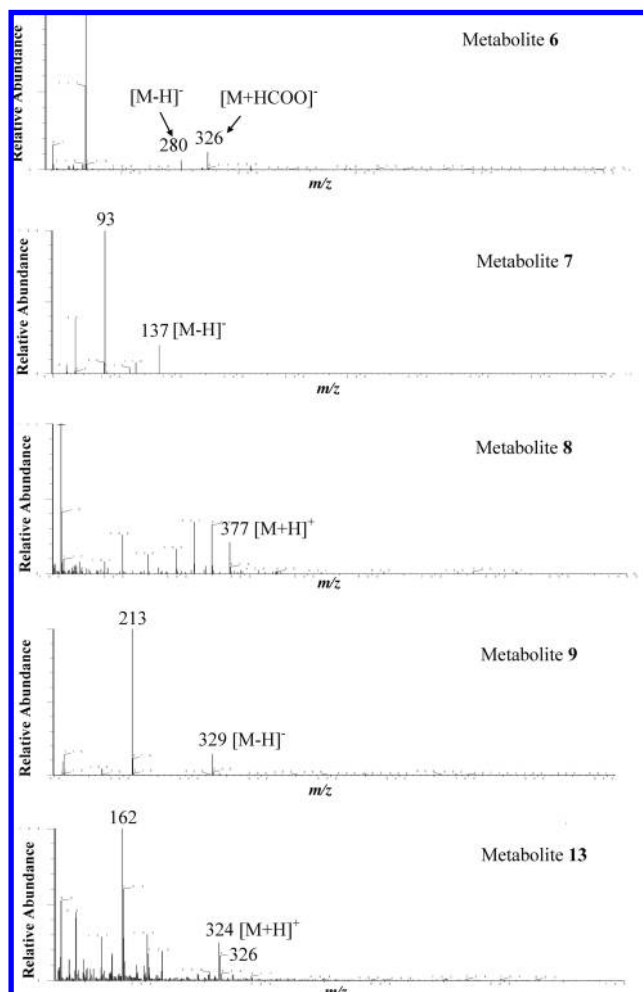 Relative Abundance
Metabolite 6
[M-H]⁻
[M+HCOO]⁻
280
326
m/z
Relative Abundance
93
Metabolite 7
137 [M-H]⁻
m/z
Relative Abundance
Metabolite 8
377 [M+H]⁺
m/z
Relative Abundance
213
Metabolite 9
329 [M-H]⁻
m/z
Relative Abundance
162
Metabolite 13
324 [M+H]⁺
326
m/z